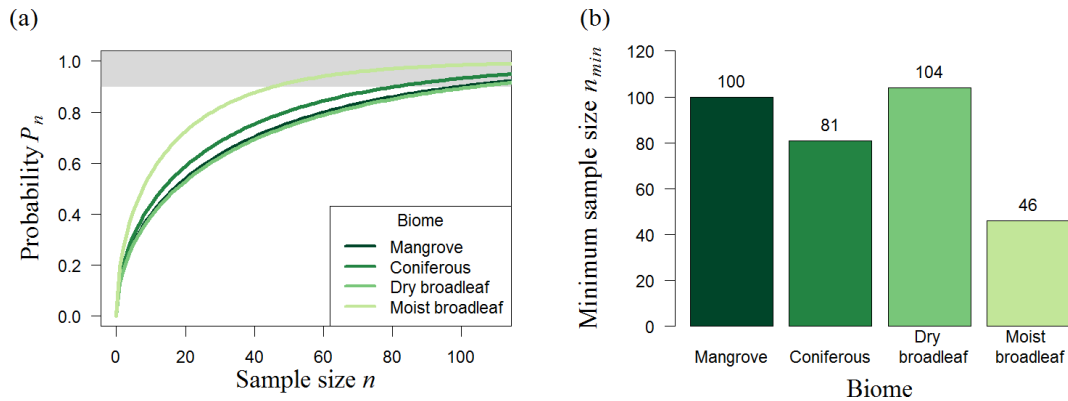 (a)
Probability P_n
1.0
0.8
0.6
0.4
0.2
0.0
Biome
Mangrove
Coniferous
Dry broadleaf
Moist broadleaf
0 20 40 60 80 100
Sample size n
(b)
Minimum sample size n_min
120
100
80
60
40
20
0
100
81
104
46
Mangrove
Coniferous
Dry
broadleaf
Moist
broadleaf
Biome